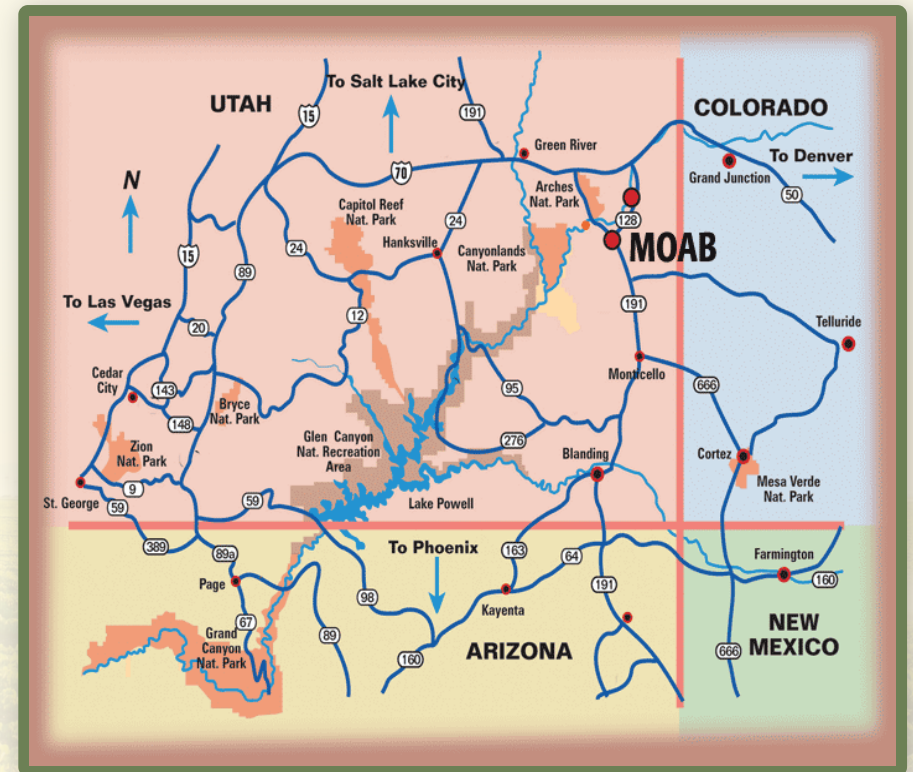 To Salt Lake City
UTAH
15
191
COLORADO
Green River
To Denver
Grand Junction
70
N
Arches
Nat. Park
50
Capitol Reef
Nat. Park
24
128
MOAB
Hanksville
Canyonlands
Nat. Park
24
15
89
To Las Vegas
191
12
20
Telluride
Monticello
Cedar
City
143
95
666
Bryce
Nat. Park
148
276
Glen Canyon
Nat. Recreation
Area
Zion
Nat. Park
Blanding
Cortez
Mesa Verde
Nat. Park
9
St. George
59
59
Lake Powell
389
89a
To Phoenix
163
64
Farmington
160
Page
191
98
Kayenta
67
Grand
Canyon
Nat. Park
89
NEW
MEXICO
ARIZONA
160
666